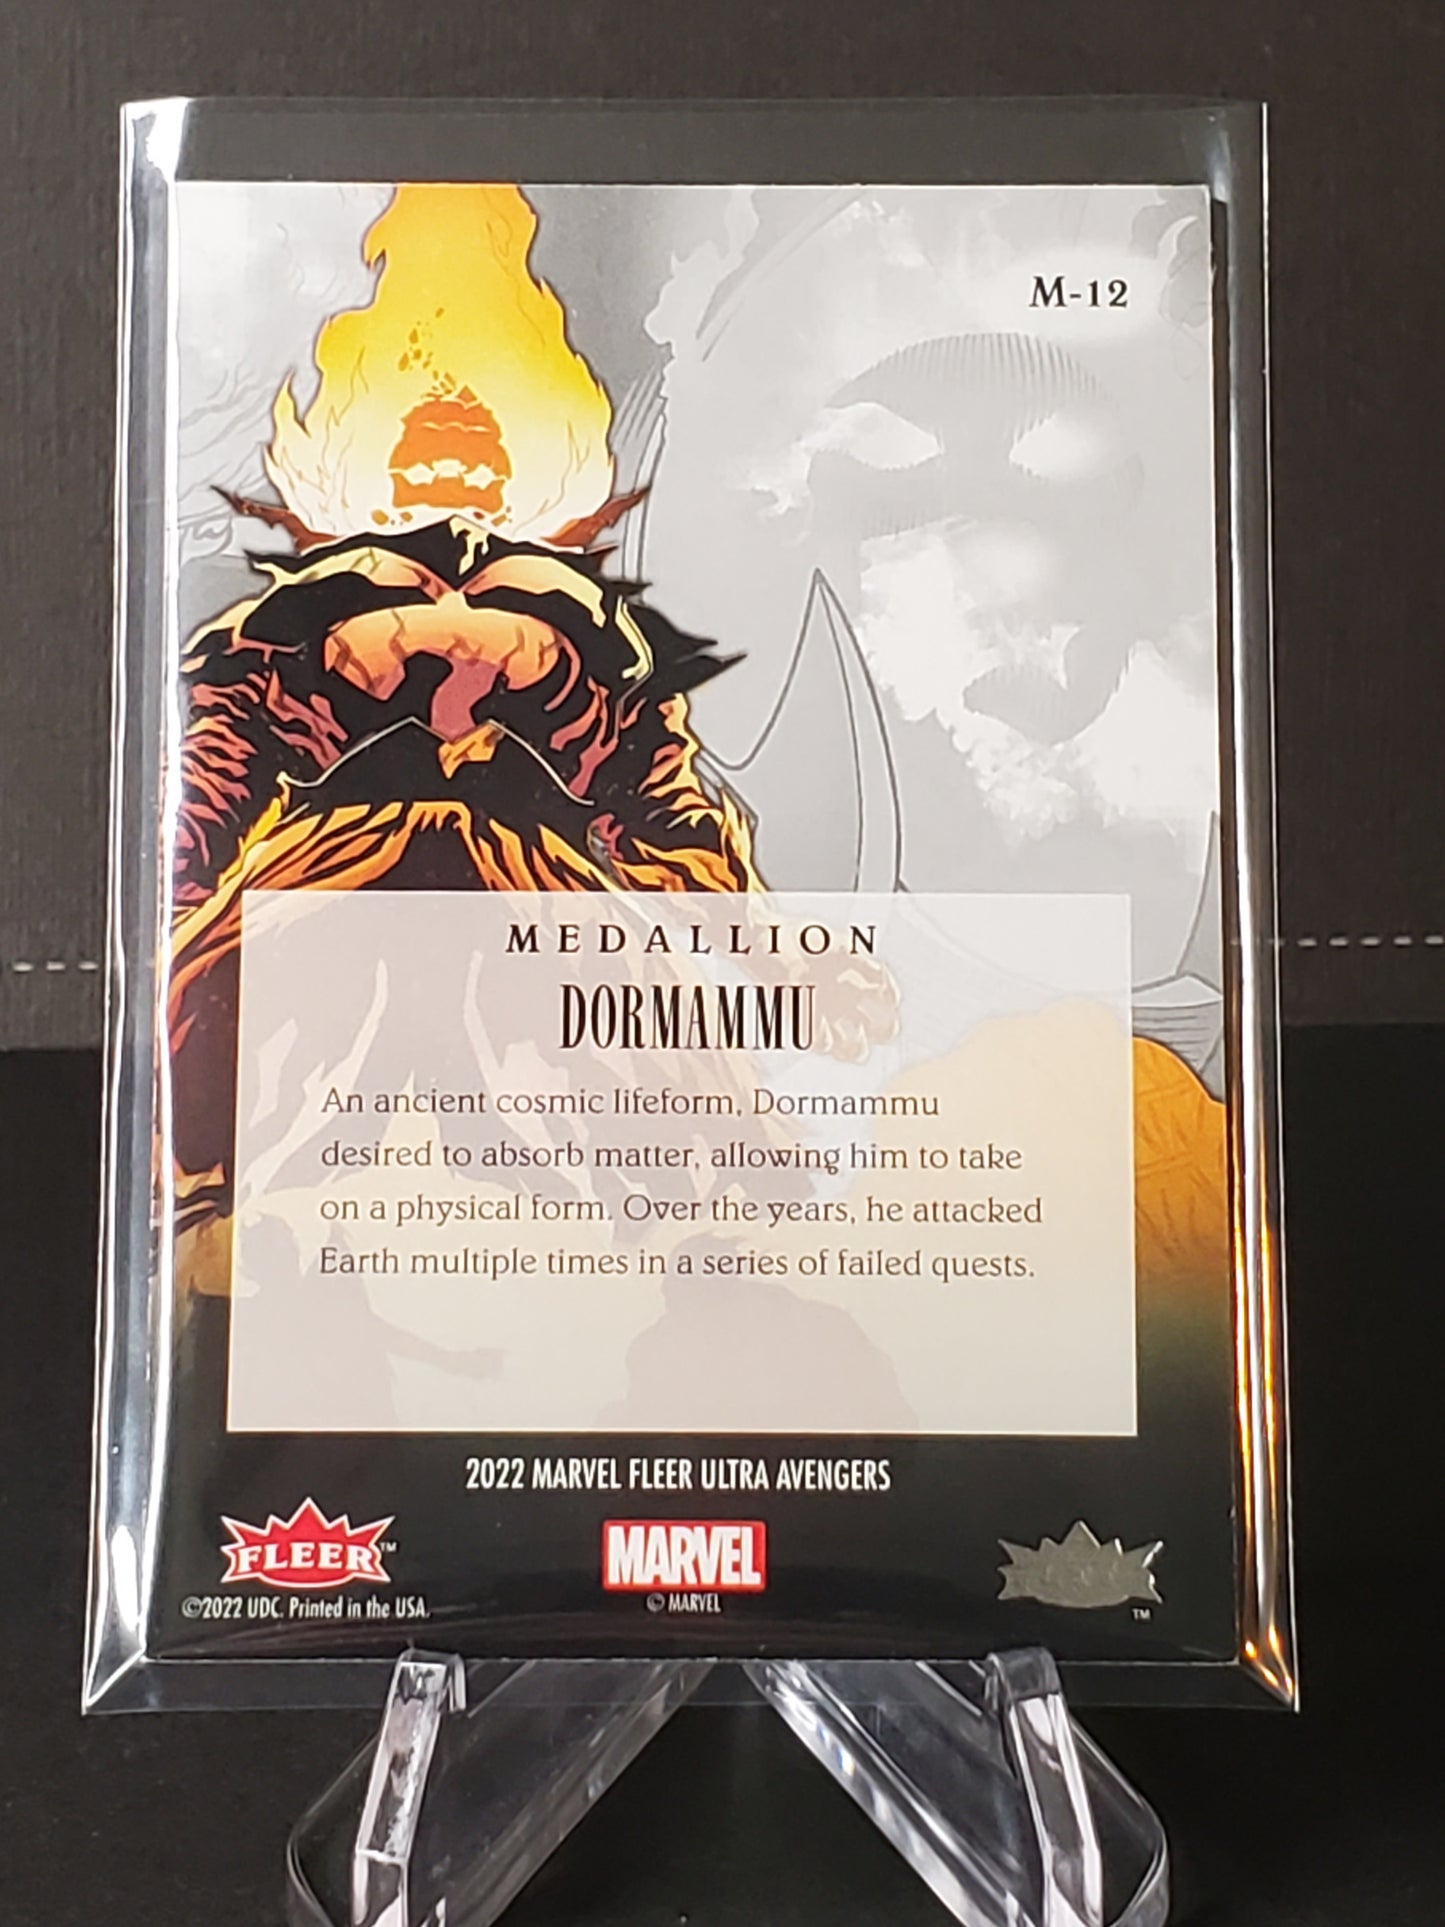 M-12
MEDALLION
DORMAMMU
An ancient cosmic lifeform, Dormammu
desired to absorb matter, allowing him to take
on a physical form. Over the years, he attacked
Earth multiple times in a series of failed quests.
2022 MARVEL FLEER ULTRA AVENGERS
FLEER™
MARVEL
©2022 UDC. Printed in the USA.
© MARVEL
TM